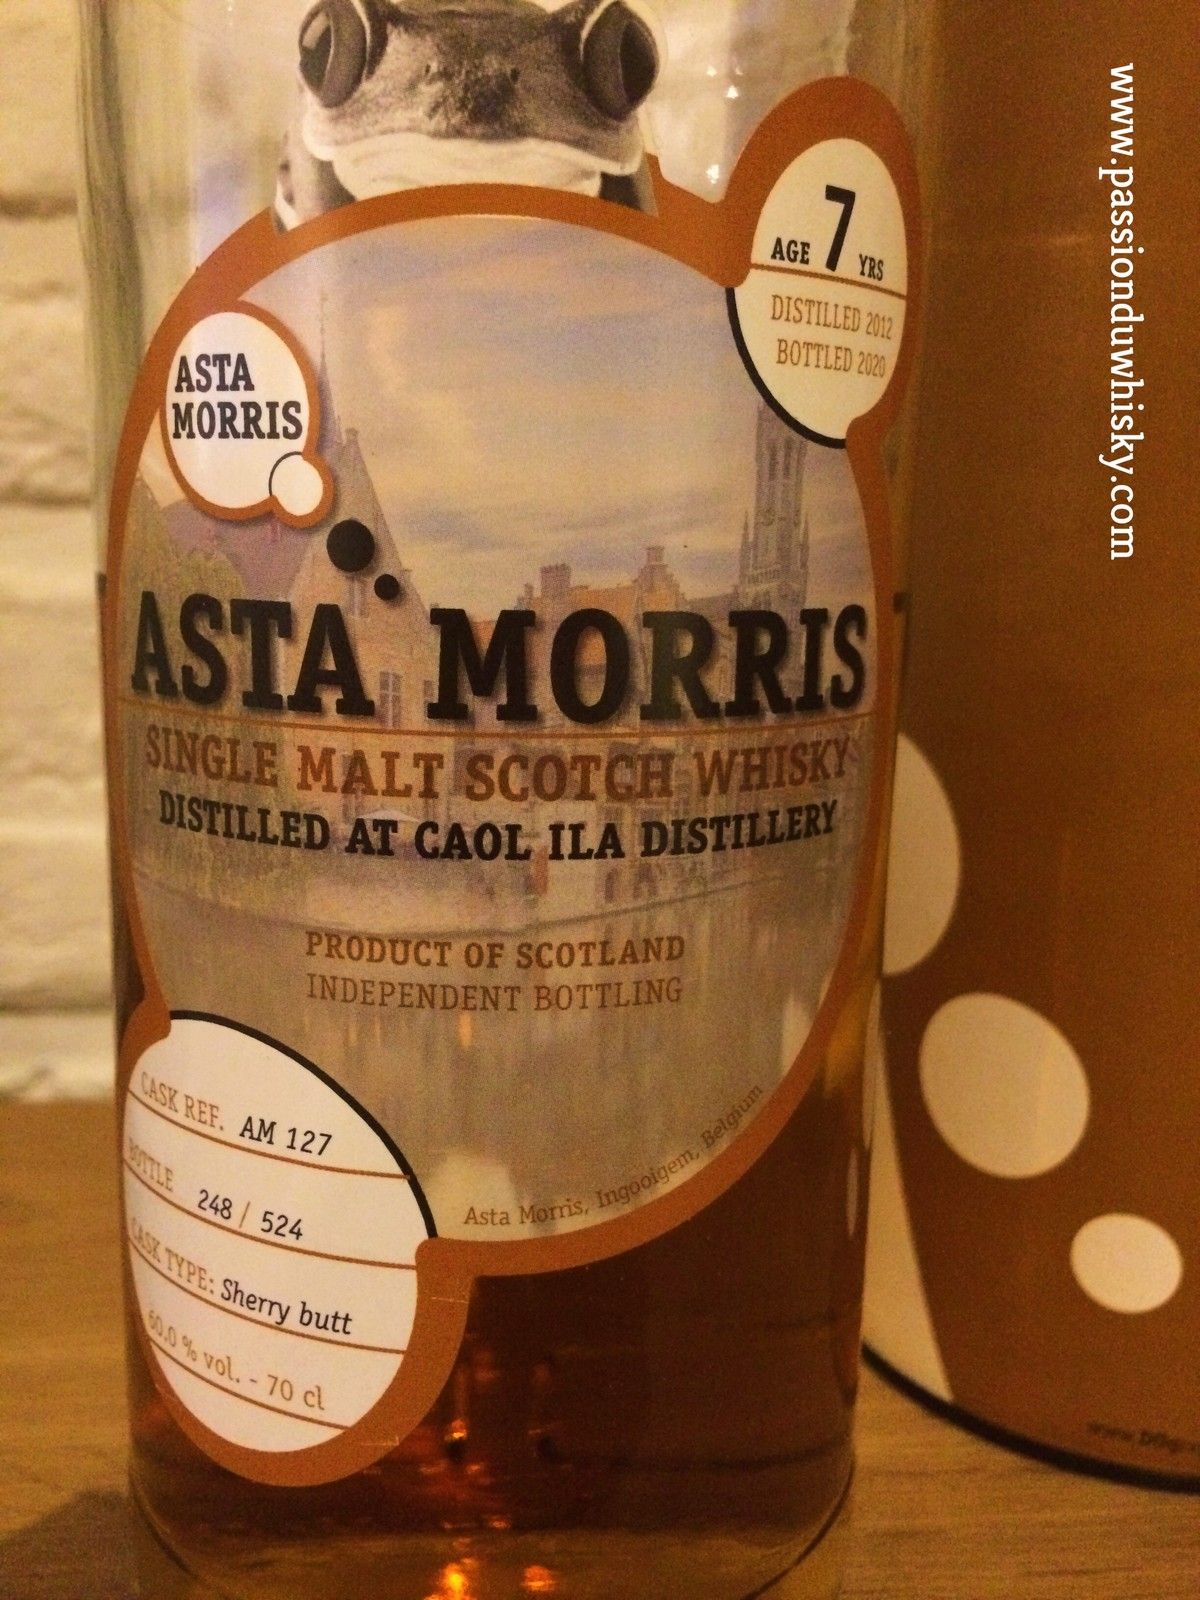 www.passionduwhisky.com
AGE 7 YRS
DISTILLED 2012
BOTTLED 2020
ASTA
MORRIS
ASTA MORRIS
SINGLE MALT SCOTCH WHISKY
DISTILLED AT CAOL ILA DISTILLERY
PRODUCT OF SCOTLAND
INDEPENDENT BOTTLING
CASK REF. AM 127
BOTTLE 248 / 524
CASK TYPE: Sherry butt
60.0 % vol. - 70 cl
Asta Morris, Ingooigem, Belgium